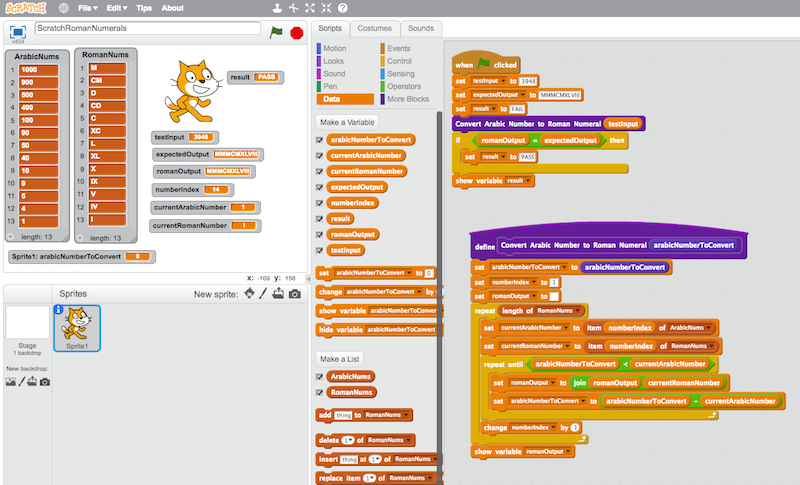 SCRATCH File Edit Tips About
ScratchRomanNumerals
v454
ArabicNums
1 1000
2 900
3 500
4 400
5 100
6 90
7 50
8 40
9 10
10 9
11 5
12 4
13 1
+ length: 13
RomanNums
1 M
2 CM
3 D
4 CD
5 C
6 XC
7 L
8 XL
9 X
10 IX
11 V
12 IV
13 I
+ length: 13
result PASS
testInput 3948
expectedOutput MMMCMXLVIII
romanOutput MMMCMXLVIII
numberIndex 14
currentArabicNumber 1
currentRomanNumber I
Sprite1: arabicNumberToConvert 0
x: -169 y: 158
Sprites New sprite:
Stage
1 backdrop
New backdrop:
Sprite1
Scripts Costumes Sounds
Motion Events
Looks Control
Sound Sensing
Pen Operators
Data More Blocks
Make a Variable
arabicNumberToConvert
currentArabicNumber
currentRomanNumber
expectedOutput
numberIndex
result
romanOutput
testInput
set arabicNumberToConvert to 0
change arabicNumberToConvert by
show variable arabicNumberToConvert
hide variable arabicNumberToConvert
Make a List
ArabicNums
RomanNums
add thing to RomanNums
delete 1 of RomanNums
insert thing at 1 of RomanNums
replace item 1 of RomanNums
when clicked
set testInput to 3948
set expectedOutput to MMMCMXLVIII
set result to FAIL
Convert Arabic Number to Roman Numeral testInput
if romanOutput = expectedOutput then
set result to PASS
show variable result
define Convert Arabic Number to Roman Numeral arabicNumberToConvert
set arabicNumberToConvert to arabicNumberToConvert
set numberIndex to 1
set romanOutput to
repeat length of RomanNums
set currentArabicNumber to item numberIndex of ArabicNums
set currentRomanNumber to item numberIndex of RomanNums
repeat until arabicNumberToConvert < currentArabicNumber
set romanOutput to join romanOutput currentRomanNumber
set arabicNumberToConvert to arabicNumberToConvert - currentArabicNumber
change numberIndex by 1
show variable romanOutput